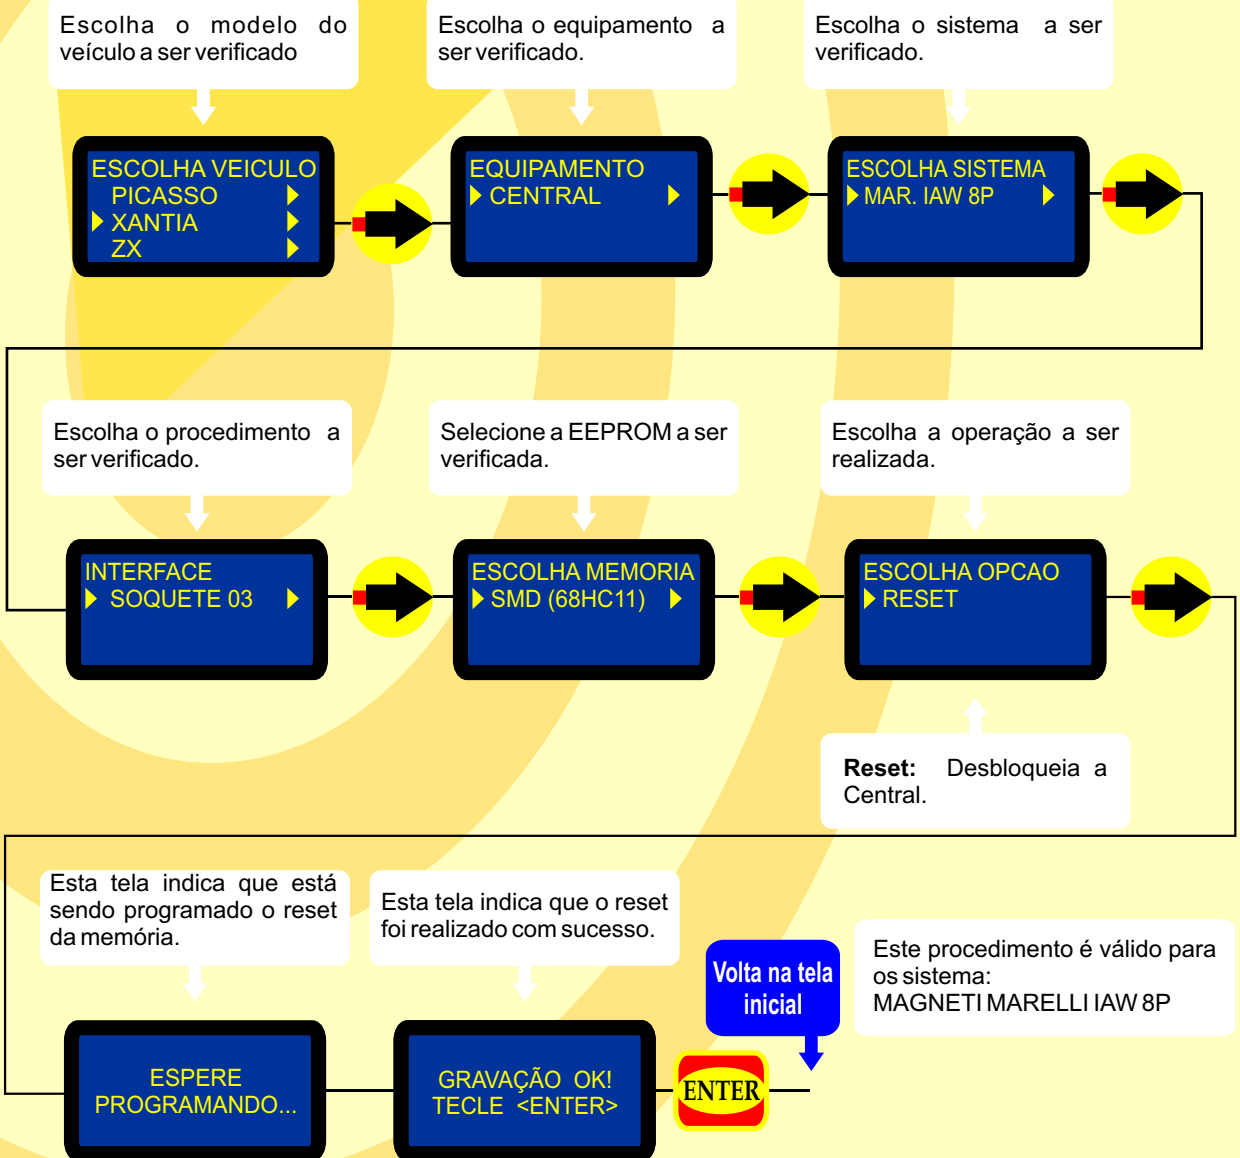 Escolha o modelo do
veículo a ser verificado
Escolha o equipamento a
ser verificado.
Escolha o sistema a ser
verificado.
ESCOLHA VEICULO
PICASSO
XANTIA
ZX
EQUIPAMENTO
CENTRAL
ESCOLHA SISTEMA
MAR. IAW 8P
Escolha o procedimento a
ser verificado.
Selecione a EEPROM a ser
verificada.
Escolha a operação a ser
realizada.
INTERFACE
SOQUETE 03
ESCOLHA MEMORIA
SMD (68HC11)
ESCOLHA OPCAO
RESET
Reset: Desbloqueia a
Central.
Esta tela indica que está
sendo programado o reset
da memória.
Esta tela indica que o reset
foi realizado com sucesso.
Volta na tela
inicial
Este procedimento é válido para
os sistema:
MAGNETI MARELLI IAW 8P
ESPERE
PROGRAMANDO...
GRAVAÇÃO OK!
TECLE <ENTER>
ENTER